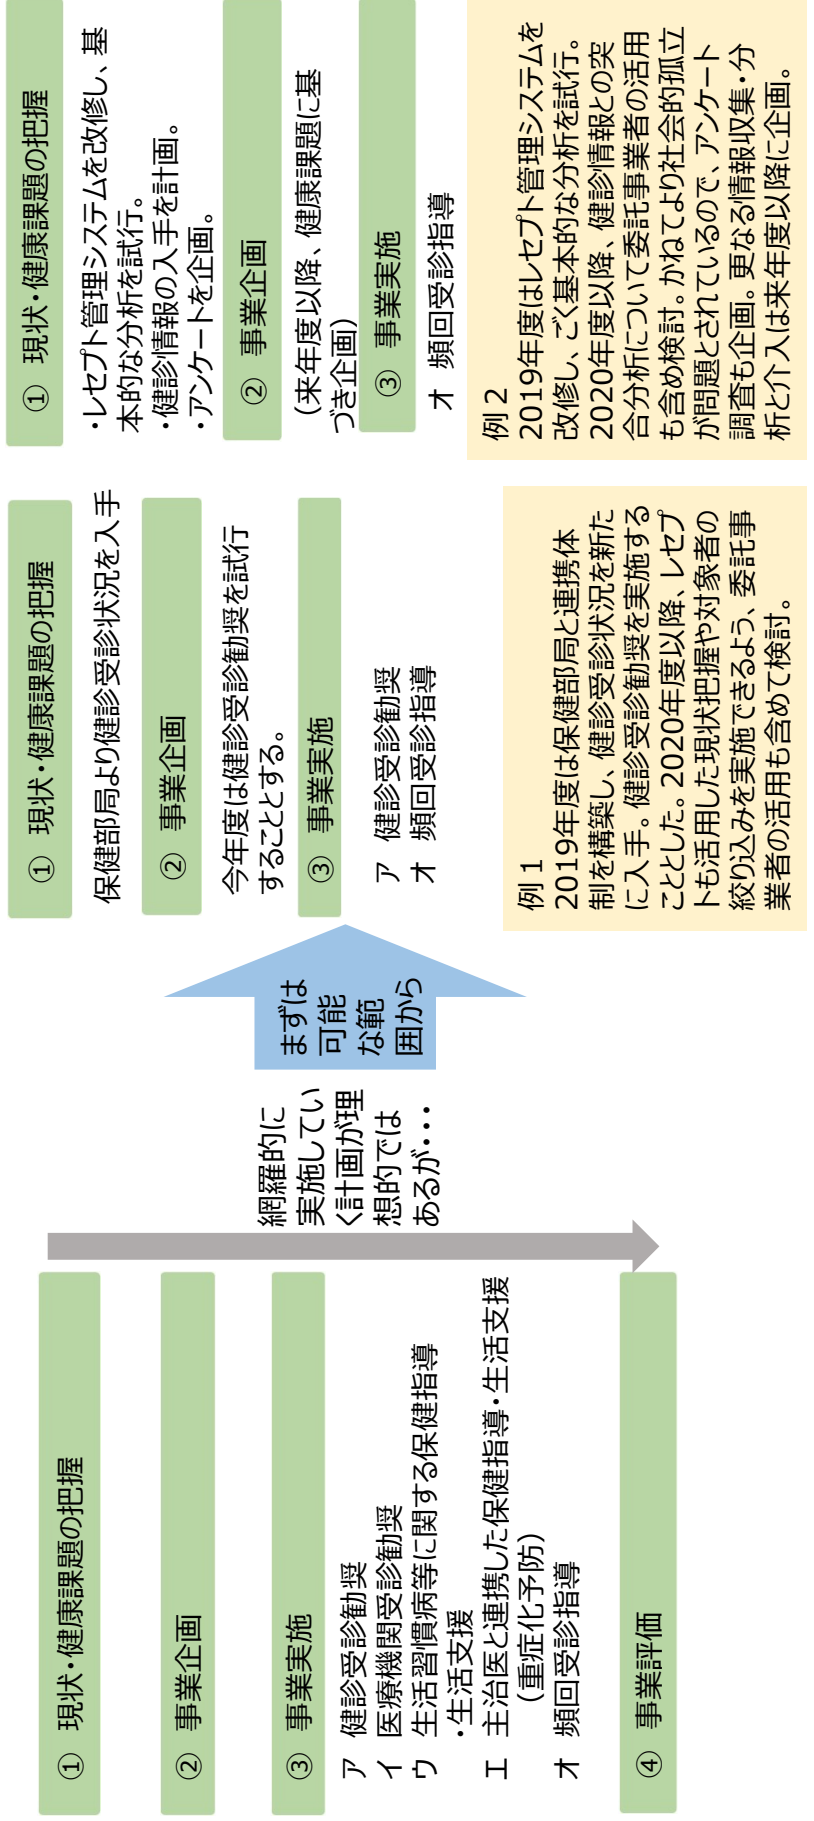 ① 現状・健康課題の把握
② 事業企画
③ 事業実施
ア 健診受診勧奨
イ 医療機関受診勧奨
ウ 生活習慣病等に関する保健指導
・生活支援
エ 主治医と連携した保健指導・生活支援
（重症化予防）
オ 頻回受診指導
④ 事業評価
網羅的に
実施してい
く計画が理
想的では
あるが・・・
まずは
可能
な範
囲から
① 現状・健康課題の把握
保健部局より健診受診状況を入手
② 事業企画
今年度は健診受診勧奨を試行
することとする。
③ 事業実施
ア 健診受診勧奨
オ 頻回受診指導
例１
2019年度は保健部局と連携体
制を構築し、健診受診状況を新た
に入手。健診受診勧奨を実施する
こととした。2020年度以降、レセプ
トも活用した現状把握や対象者の
絞り込みを実施できるよう、委託事
業者の活用も含めて検討。
① 現状・健康課題の把握
・レセプト管理システムを改修し、基
本的な分析を試行。
・健診情報の入手を計画。
・アンケートを企画。
② 事業企画
（来年度以降、健康課題に基
づき企画）
③ 事業実施
オ 頻回受診指導
例２
2019年度はレセプト管理システムを
改修し、ごく基本的な分析を試行。
2020年度以降、健診情報との突
合分析について委託事業者の活用
も含め検討。かねてより社会的孤立
が問題とされているので、アンケート
調査も企画。更なる情報収集・分
析と介入は来年度以降に企画。